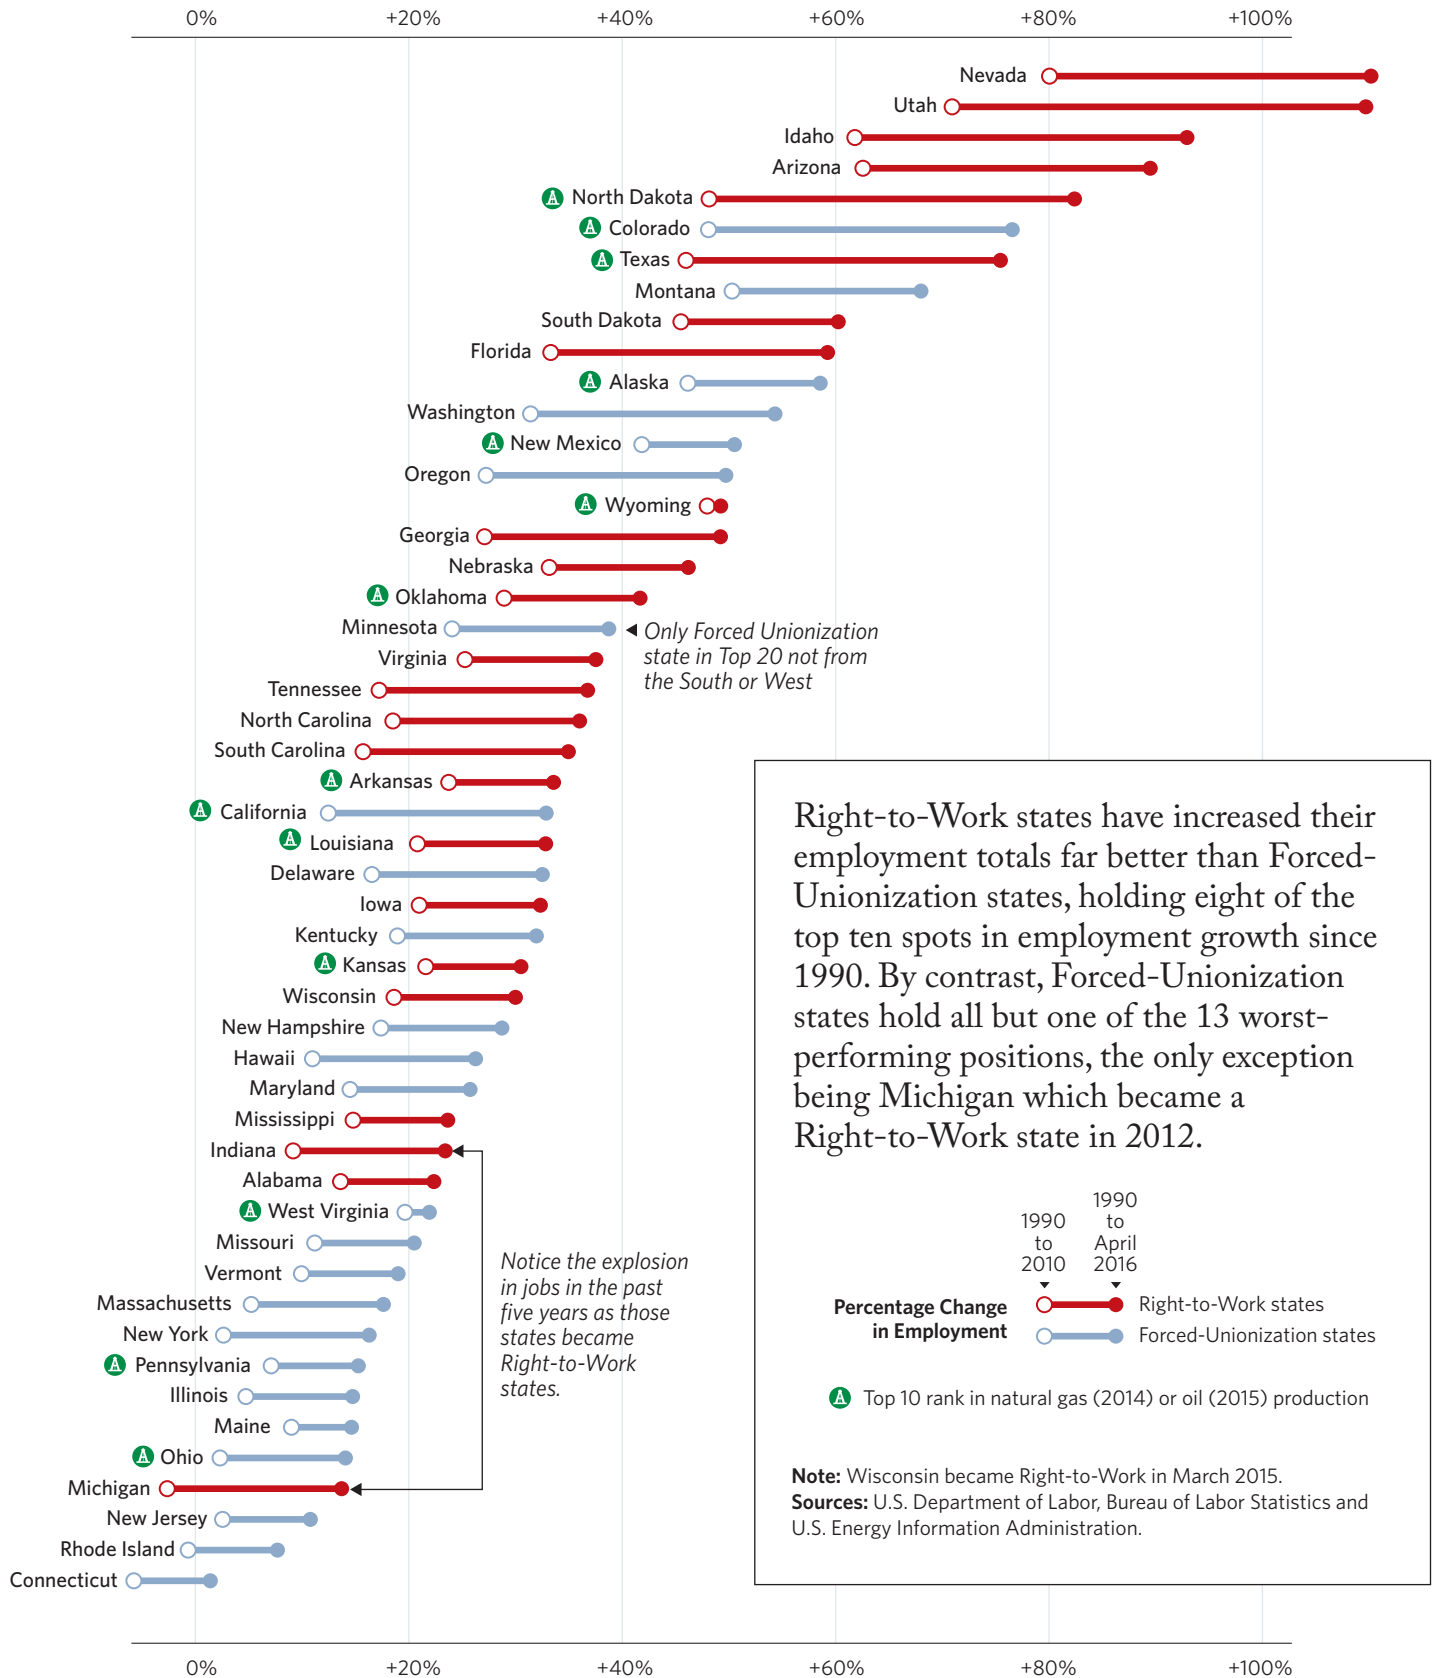 0% +20% +40% +60% +80% +100%
Nevada
Utah
Idaho
Arizona
North Dakota
Colorado
Texas
Montana
South Dakota
Florida
Alaska
Washington
New Mexico
Oregon
Wyoming
Georgia
Nebraska
Oklahoma
Minnesota
Only Forced Unionization
state in Top 20 not from
the South or West
Virginia
Tennessee
North Carolina
South Carolina
Arkansas
California
Louisiana
Delaware
Iowa
Kentucky
Kansas
Wisconsin
New Hampshire
Hawaii
Maryland
Mississippi
Indiana
Alabama
West Virginia
Missouri
Vermont
Massachusetts
New York
Pennsylvania
Illinois
Maine
Ohio
Michigan
New Jersey
Rhode Island
Connecticut
Notice the explosion
in jobs in the past
five years as those
states became
Right-to-Work
states.
Right-to-Work states have increased their
employment totals far better than Forced-
Unionization states, holding eight of the
top ten spots in employment growth since
1990. By contrast, Forced-Unionization
states hold all but one of the 13 worst-
performing positions, the only exception
being Michigan which became a
Right-to-Work state in 2012.
1990
to
2010
1990
to
April
2016
Percentage Change
in Employment
Right-to-Work states
Forced-Unionization states
Top 10 rank in natural gas (2014) or oil (2015) production
Note: Wisconsin became Right-to-Work in March 2015.
Sources: U.S. Department of Labor, Bureau of Labor Statistics and
U.S. Energy Information Administration.
0% +20% +40% +60% +80% +100%